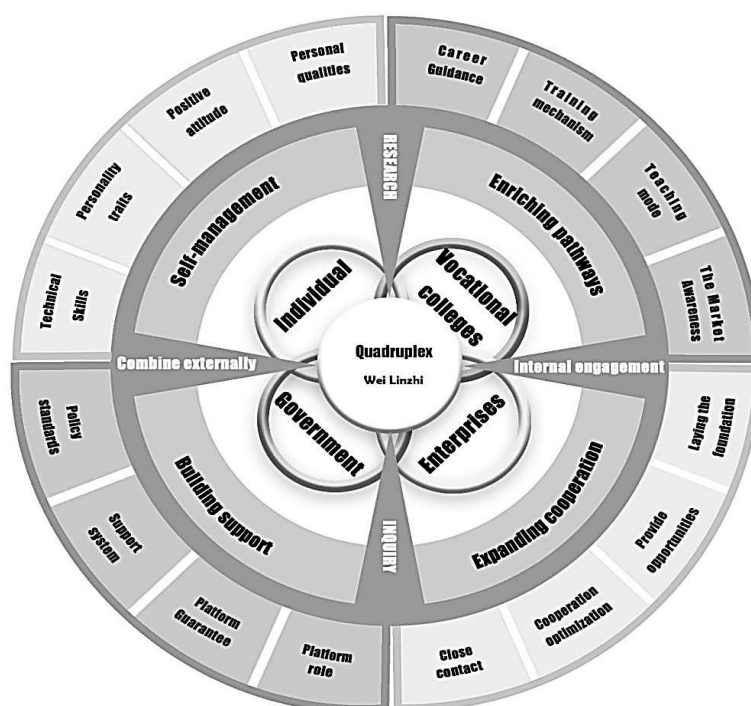 Personal
qualities
Career
Guidance
Positive
attitude
Training
mechanism
Personality
traits
Teaching
mode
Technical
Skills
The Market
Awareness
RESEARCH
Self-management
Enriching pathways
Individual
Vocational
colleges
Combine externally
Quadruplex
Wei Linzhi
Internal engagement
Government
Enterprises
Building support
Expanding cooperation
INQUIRY
Policy
standards
Laying the
foundation
Support
system
Provide
opportunities
Platform
Guarantee
Cooperation
optimization
Platform
role
Close
contact